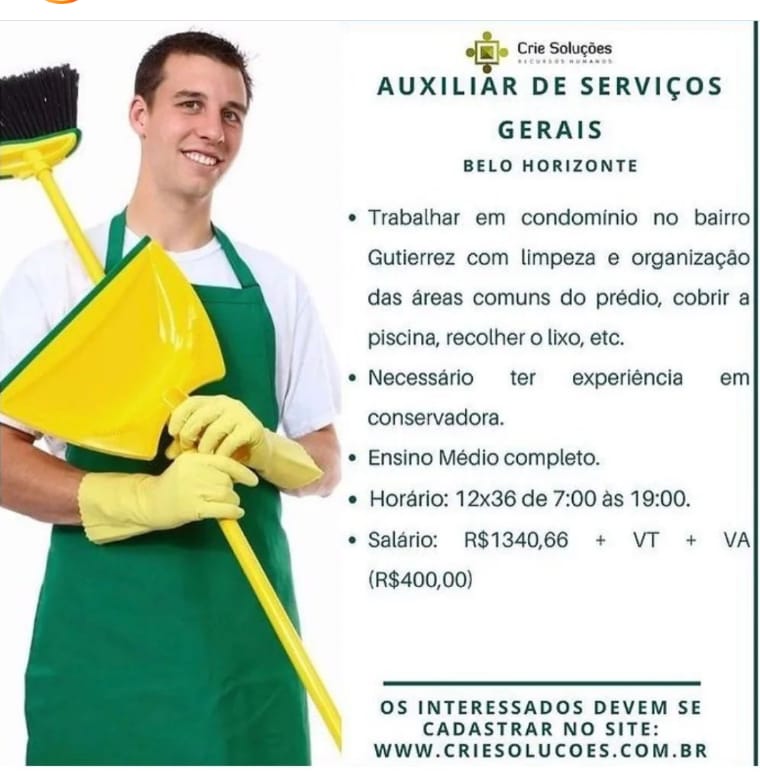 Crie Soluções
RECURSOS HUMANOS
AUXILIAR DE SERVIÇOS
GERAIS
BELO HORIZONTE
• Trabalhar em condomínio no bairro
Gutierrez com limpeza e organização
das áreas comuns do prédio, cobrir a
piscina, recolher o lixo, etc.
• Necessário ter experiência em
conservadora.
• Ensino Médio completo.
• Horário: 12x36 de 7:00 às 19:00.
• Salário: R$1340,66 + VT + VA
(R$400,00)
OS INTERESSADOS DEVEM SE
CADASTRAR NO SITE:
WWW.CRIESOLUCOES.COM.BR